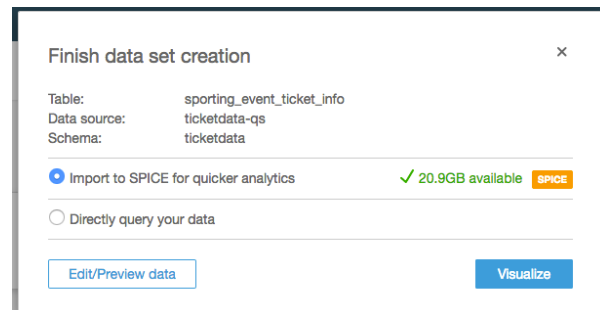 Finish data set creation
Table: sporting_event_ticket_info
Data source: ticketdata-qs
Schema: ticketdata
Import to SPICE for quicker analytics 20.9GB available SPICE
Directly query your data
Edit/Preview data Visualize